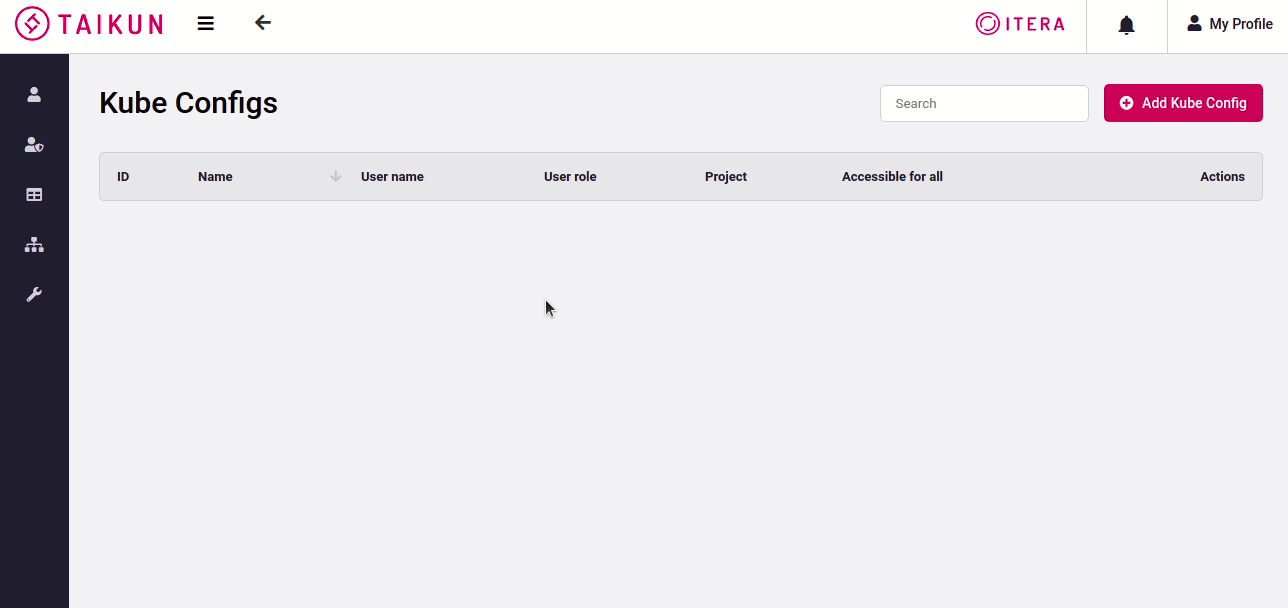 TAIKUN
ITERA
My Profile
Kube Configs
Search
Add Kube Config
ID Name User name User role Project Accessible for all Actions